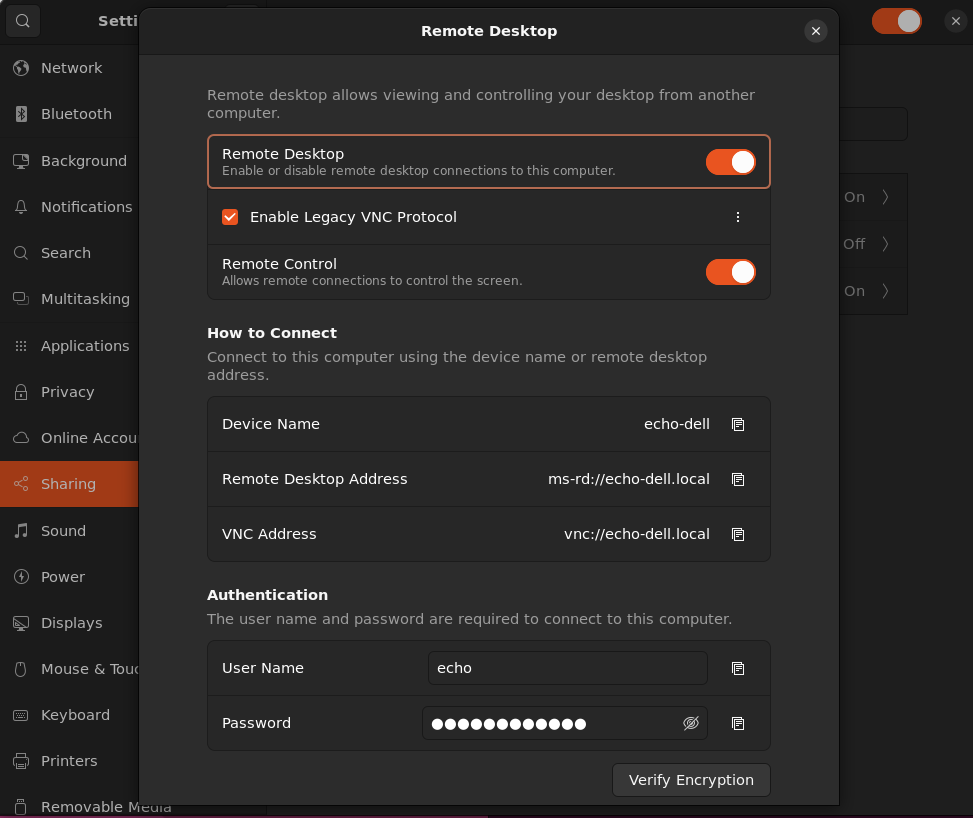 Setti
Remote Desktop
Network
Bluetooth
Background
Notifications
Search
Multitasking
Applications
Privacy
Online Accou
Sharing
Sound
Power
Displays
Mouse & Touc
Keyboard
Printers
Removable Media
Remote desktop allows viewing and controlling your desktop from another
computer.
Remote Desktop
Enable or disable remote desktop connections to this computer.
Enable Legacy VNC Protocol
Remote Control
Allows remote connections to control the screen.
How to Connect
Connect to this computer using the device name or remote desktop
address.
Device Name echo-dell
Remote Desktop Address ms-rd://echo-dell.local
VNC Address vnc://echo-dell.local
Authentication
The user name and password are required to connect to this computer.
User Name echo
Password ●●●●●●●●●●●●
Verify Encryption
On
Off
On